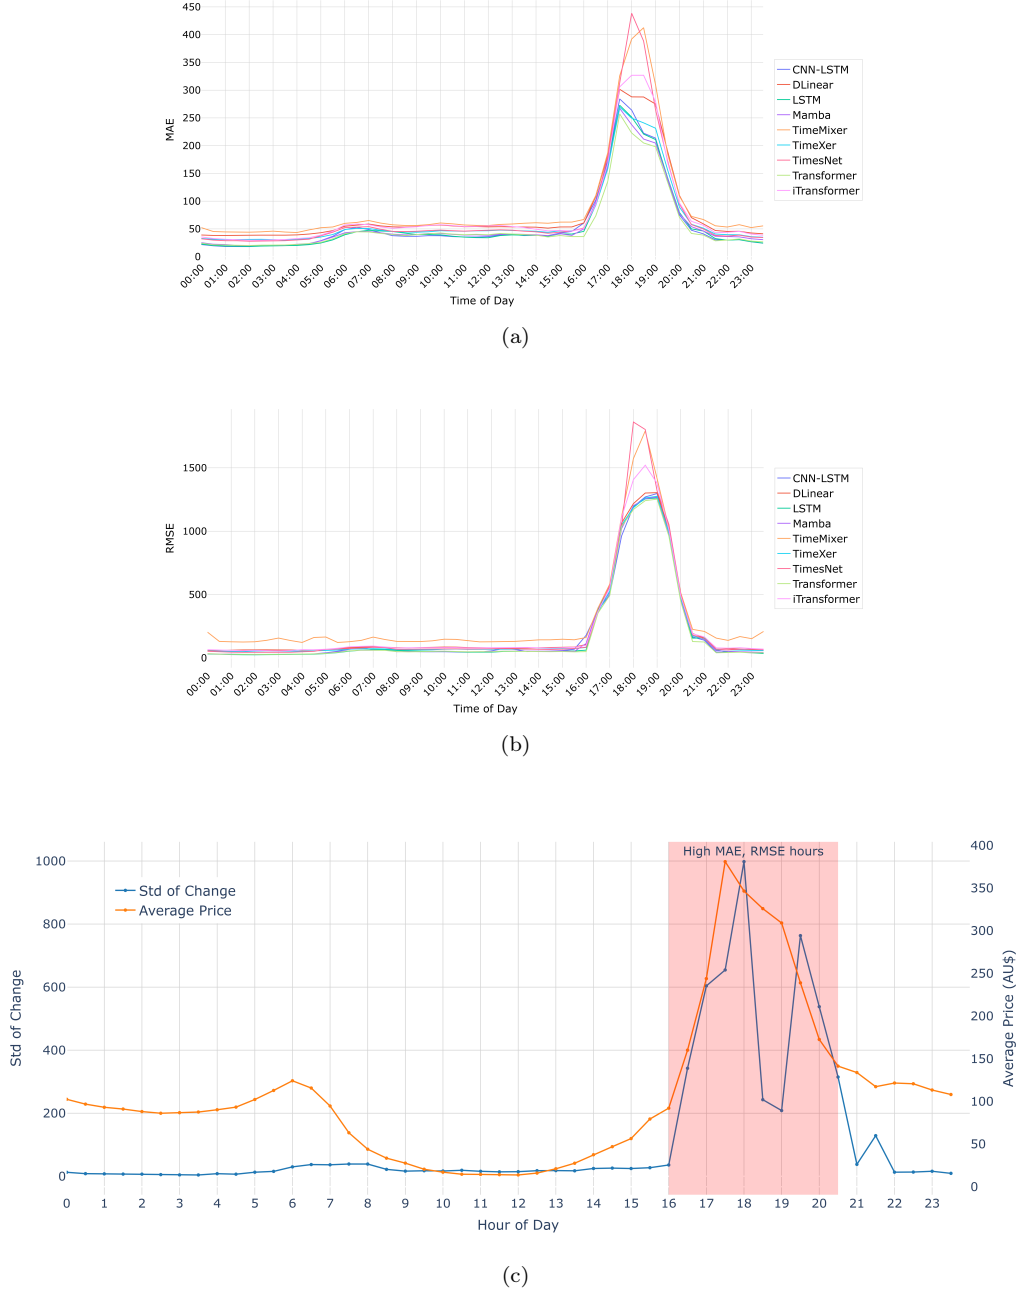 450
400
350
300
250
200
150
100
50
0
MAE
00:00 01:00 02:00 03:00 04:00 05:00 06:00 07:00 08:00 09:00 10:00 11:00 12:00 13:00 14:00 15:00 16:00 17:00 18:00 19:00 20:00 21:00 22:00 23:00
Time of Day
CNN-LSTM
DLinear
LSTM
Mamba
TimeMixer
TimeXer
TimesNet
Transformer
iTransformer
(a)
1500
1000
500
0
RMSE
00:00 01:00 02:00 03:00 04:00 05:00 06:00 07:00 08:00 09:00 10:00 11:00 12:00 13:00 14:00 15:00 16:00 17:00 18:00 19:00 20:00 21:00 22:00 23:00
Time of Day
CNN-LSTM
DLinear
LSTM
Mamba
TimeMixer
TimeXer
TimesNet
Transformer
iTransformer
(b)
High MAE, RMSE hours
Std of Change
Average Price
1000
800
600
400
200
0
Std of Change
400
350
300
250
200
150
100
50
0
Average Price (AU$)
0 1 2 3 4 5 6 7 8 9 10 11 12 13 14 15 16 17 18 19 20 21 22 23
Hour of Day
(c)